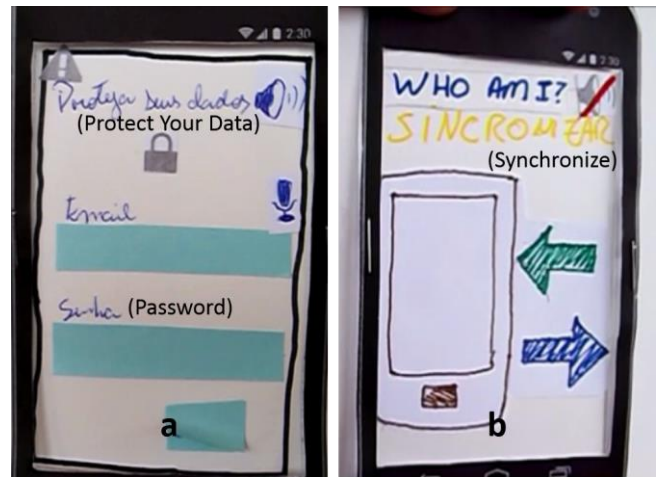 2:30
Proteja seus dados
(Protect Your Data)
Email
Senha (Password)
a
2:30
WHO AM I?
SINCRONIZAR
(Synchronize)
b